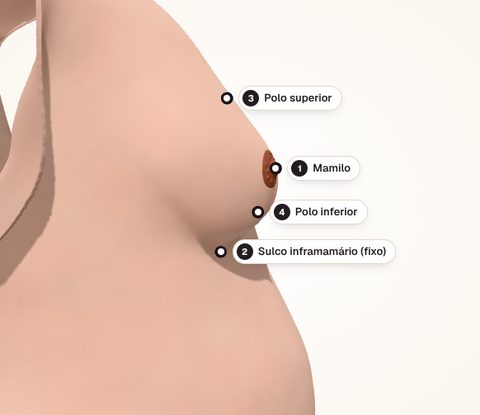 3 Polo superior
1 Mamilo
4 Polo inferior
2 Sulco inframamário (fixo)